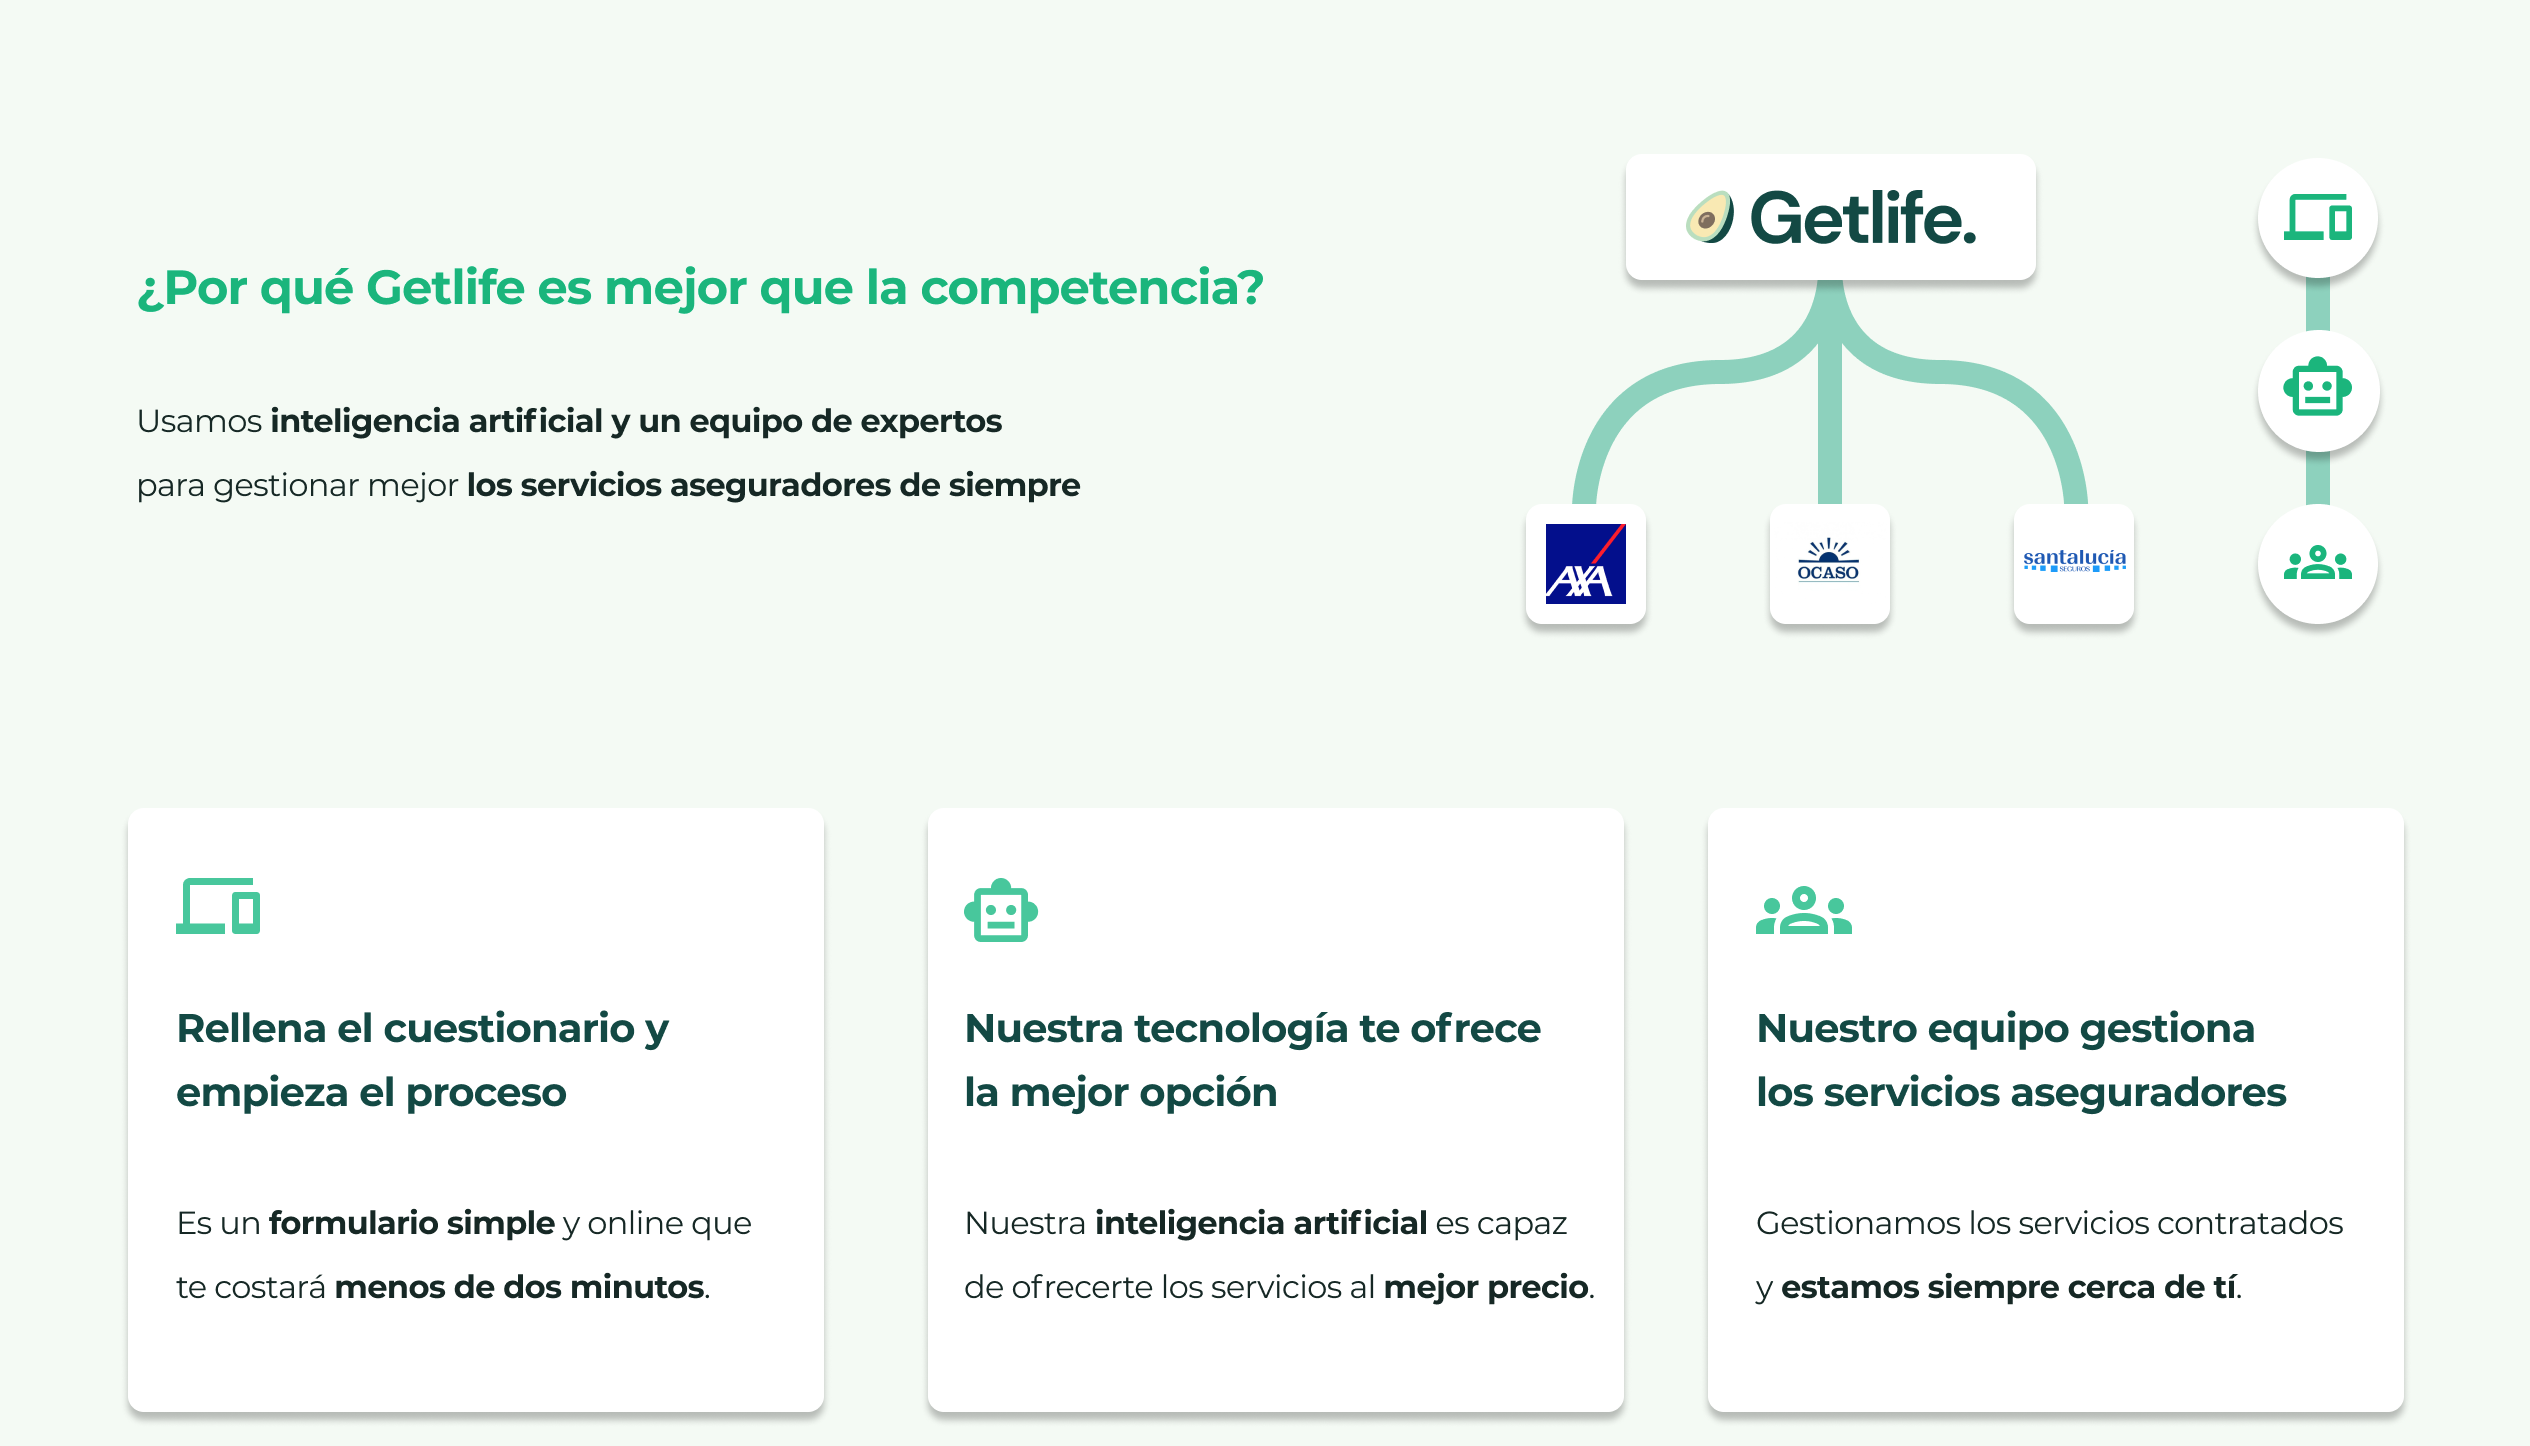 Getlife.
¿Por qué Getlife es mejor que la competencia?
Usamos inteligencia artificial y un equipo de expertos
para gestionar mejor los servicios aseguradores de siempre
AXA
OCASO
santalucía
SEGUROS
Rellena el cuestionario y
empieza el proceso
Es un formulario simple y online que
te costará menos de dos minutos.
Nuestra tecnología te ofrece
la mejor opción
Nuestra inteligencia artificial es capaz
de ofrecerte los servicios al mejor precio.
Nuestro equipo gestiona
los servicios aseguradores
Gestionamos los servicios contratados
y estamos siempre cerca de tí.